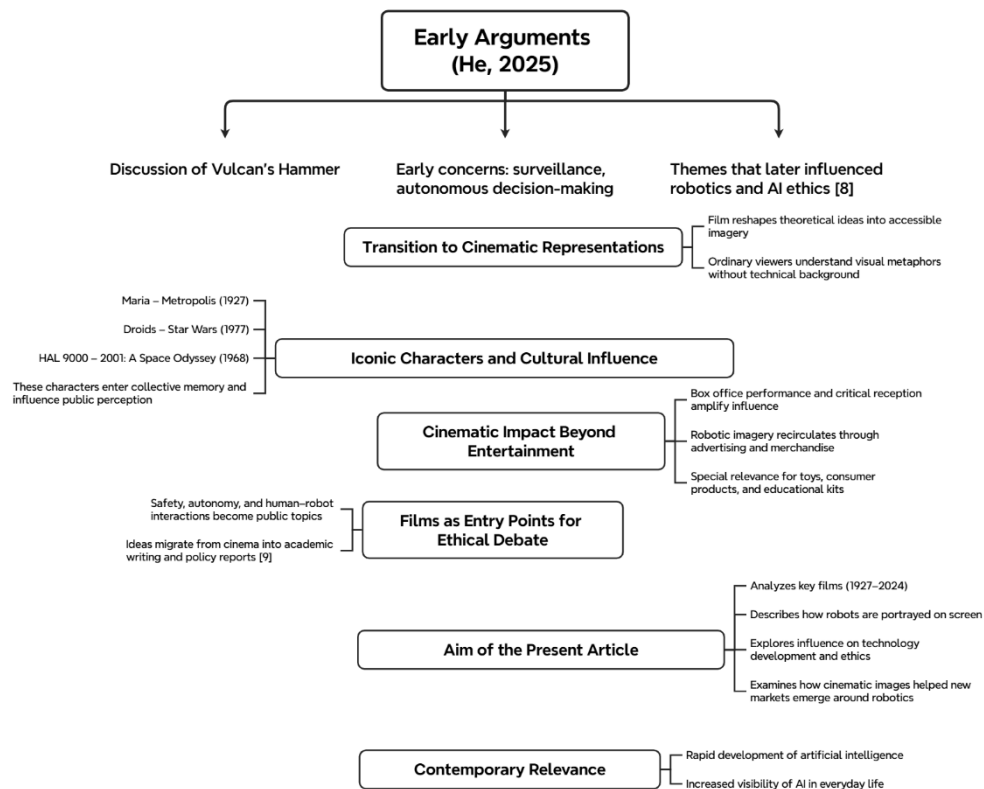 Early Arguments
(He, 2025)
Discussion of Vulcan's Hammer
Early concerns: surveillance,
autonomous decision-making
Themes that later influenced
robotics and AI ethics [8]
Transition to Cinematic Representations
Film reshapes theoretical ideas into accessible
imagery
Ordinary viewers understand visual metaphors
without technical background
Maria – Metropolis (1927)
Droids – Star Wars (1977)
HAL 9000 – 2001: A Space Odyssey (1968)
These characters enter collective memory and
influence public perception
Iconic Characters and Cultural Influence
Cinematic Impact Beyond
Entertainment
Box office performance and critical reception
amplify influence
Robotic imagery recirculates through
advertising and merchandise
Special relevance for toys, consumer
products, and educational kits
Safety, autonomy, and human–robot
interactions become public topics
Ideas migrate from cinema into academic
writing and policy reports [9]
Films as Entry Points for
Ethical Debate
Aim of the Present Article
Analyzes key films (1927–2024)
Describes how robots are portrayed on screen
Explores influence on technology
development and ethics
Examines how cinematic images helped new
markets emerge around robotics
Contemporary Relevance
Rapid development of artificial intelligence
Increased visibility of AI in everyday life